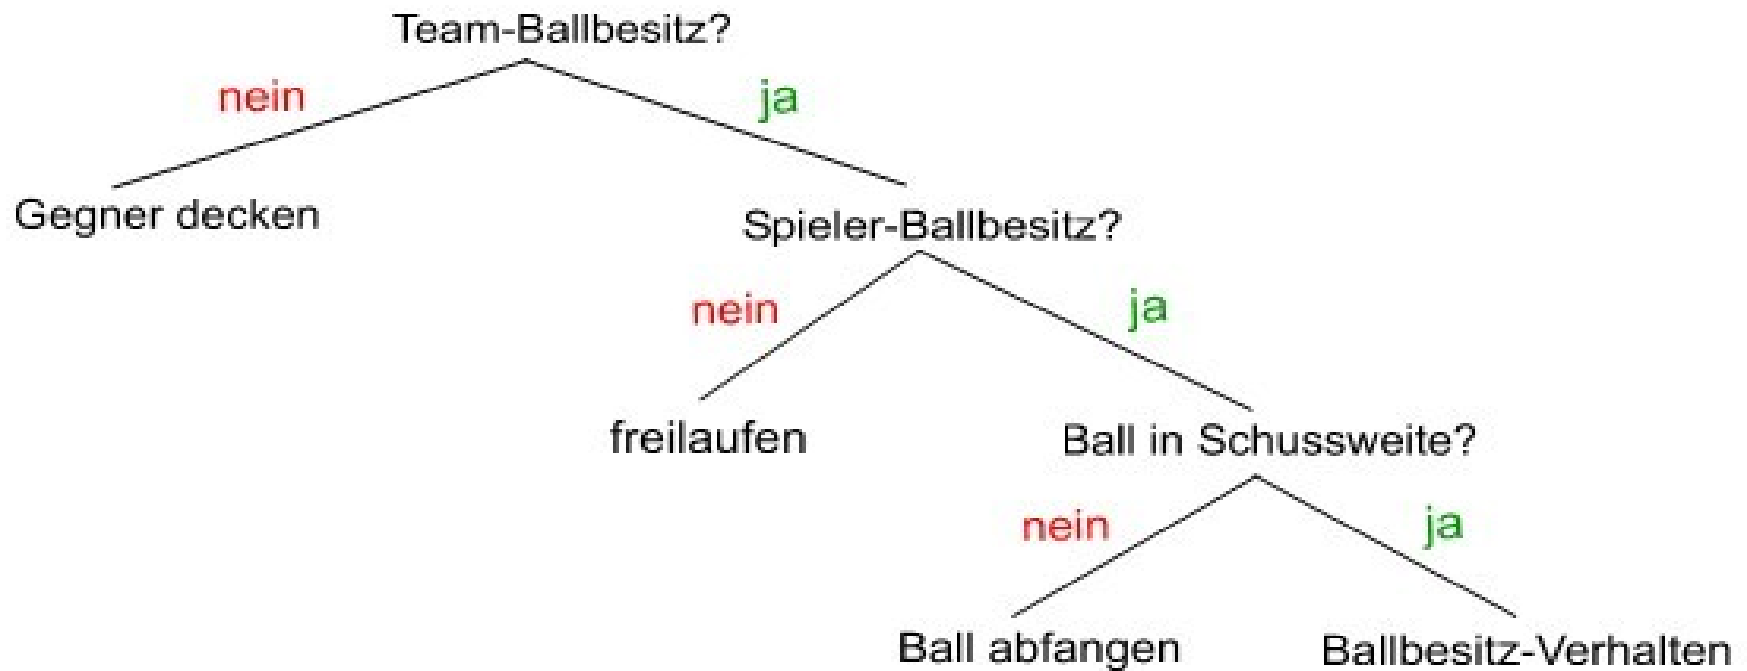 Team-Ballbesitz?
nein
ja
Gegner decken
Spieler-Ballbesitz?
nein
ja
freilaufen
Ball in Schussweite?
nein
ja
Ball abfangen
Ballbesitz-Verhalten